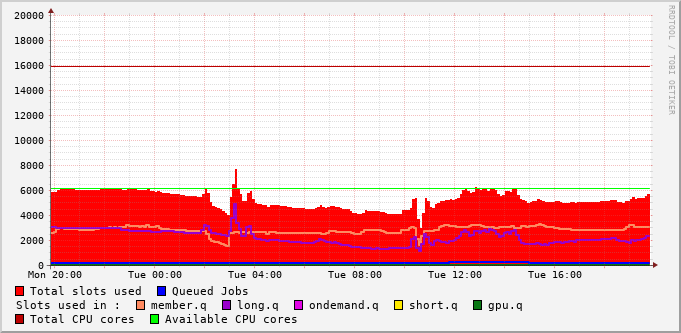 RRDTOOL / TOBI OETIKER
20000
18000
16000
14000
12000
10000
8000
6000
4000
2000
0
Mon 20:00 Tue 00:00 Tue 04:00 Tue 08:00 Tue 12:00 Tue 16:00
Total slots used Queued Jobs
Slots used in : member.q long.q ondemand.q short.q gpu.q
Total CPU cores Available CPU cores